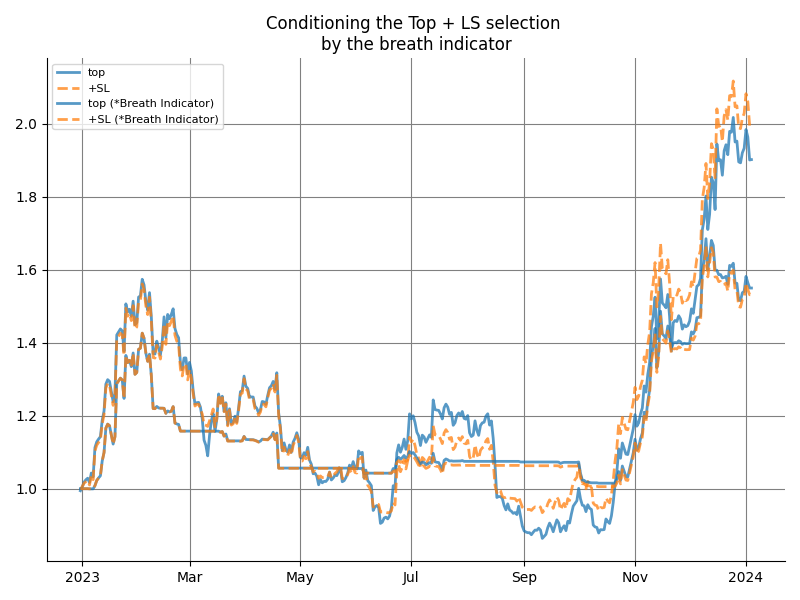 Conditioning the Top + LS selection
by the breath indicator
top
+SL
top (*Breath Indicator)
+SL (*Breath Indicator)
2.0
1.8
1.6
1.4
1.2
1.0
2023
Mar
May
Jul
Sep
Nov
2024